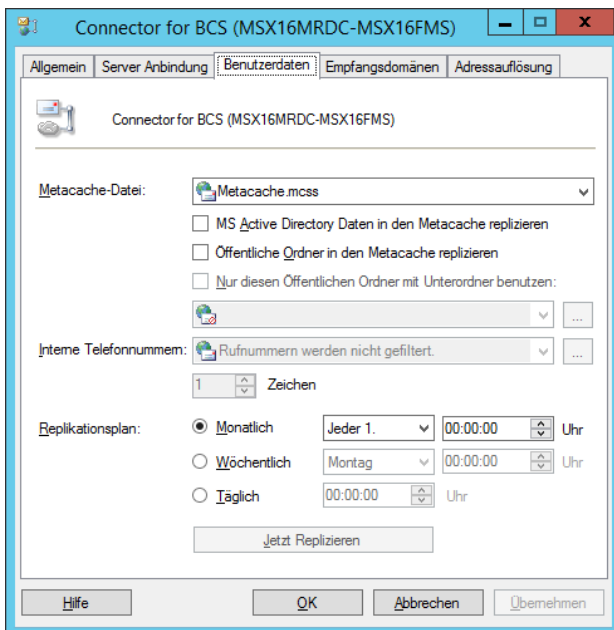 Connector for BCS (MSX16MRDC-MSX16FMS)
Allgemein Server Anbindung Benutzerdaten Empfangsdomänen Adressauflösung
Connector for BCS (MSX16MRDC-MSX16FMS)
Metacache-Datei: Metacache.mcss
MS Active Directory Daten in den Metacache replizieren
Öffentliche Ordner in den Metacache replizieren
Nur diesen Öffentlichen Ordner mit Unterordner benutzen:
...
Interne Telefonnummern: Rufnummern werden nicht gefiltert. ...
1 Zeichen
Replikationsplan: Monatlich Jeder 1. 00:00:00 Uhr
Wöchentlich Montag 00:00:00 Uhr
Täglich 00:00:00 Uhr
Jetzt Replizieren
Hilfe OK Abbrechen Übernehmen